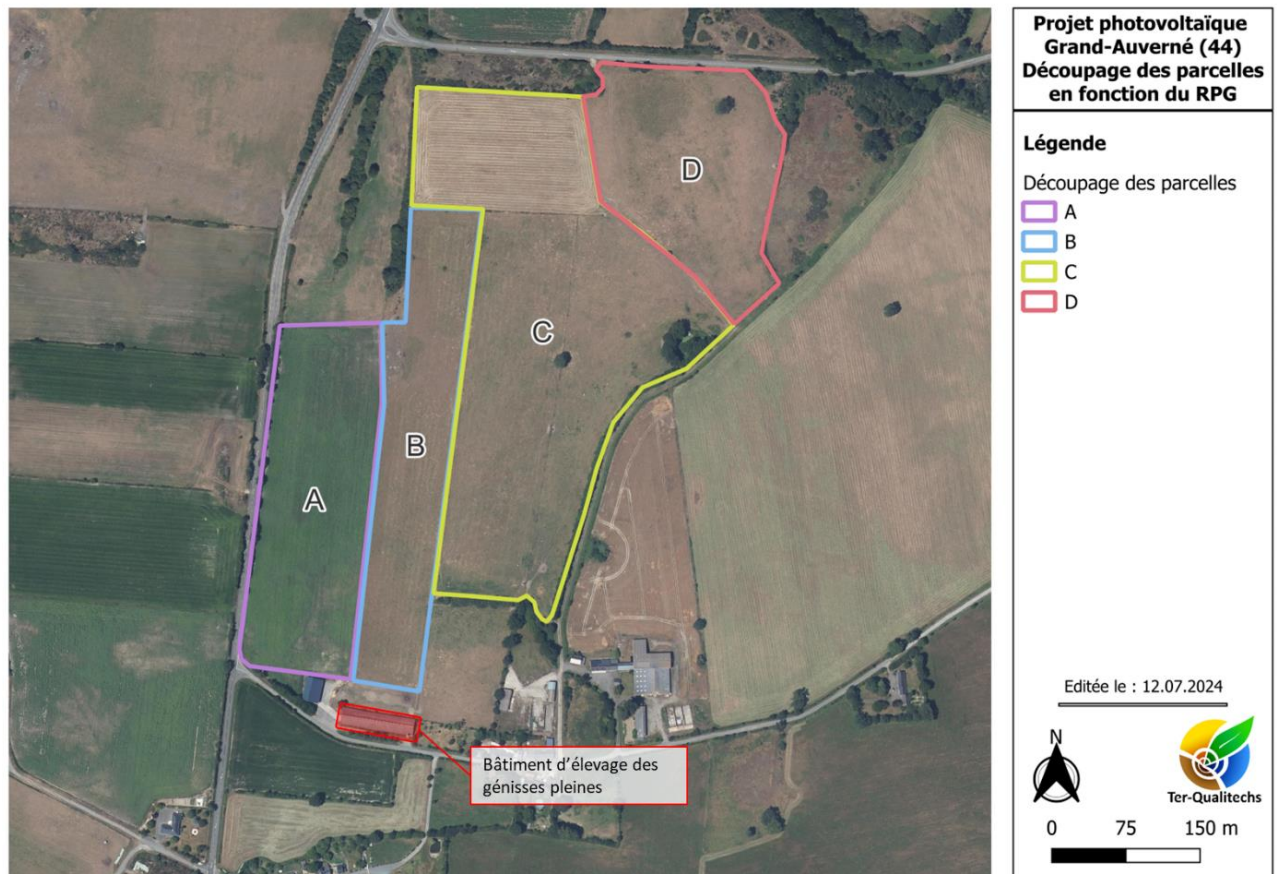 Projet photovoltaïque
Grand-Auverné (44)
Découpage des parcelles
en fonction du RPG
Légende
Découpage des parcelles
A
B
C
D
D
C
B
A
Bâtiment d'élevage des
génisses pleines
Editée le : 12.07.2024
N
Ter-Qualitechs
0 75 150 m